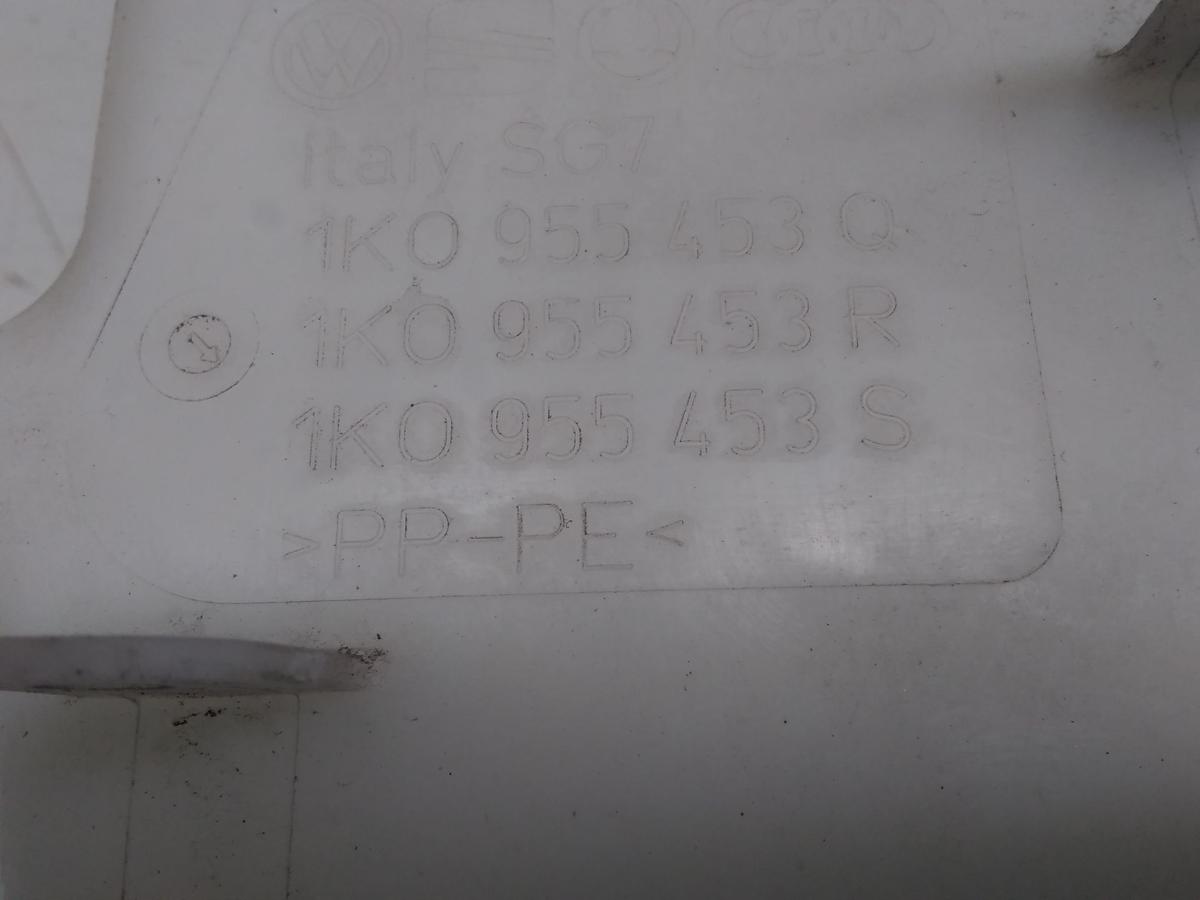 Italy SG7
1K0 955 453 Q
1K0 955 453 R
1K0 955 453 S
>PP-PE<